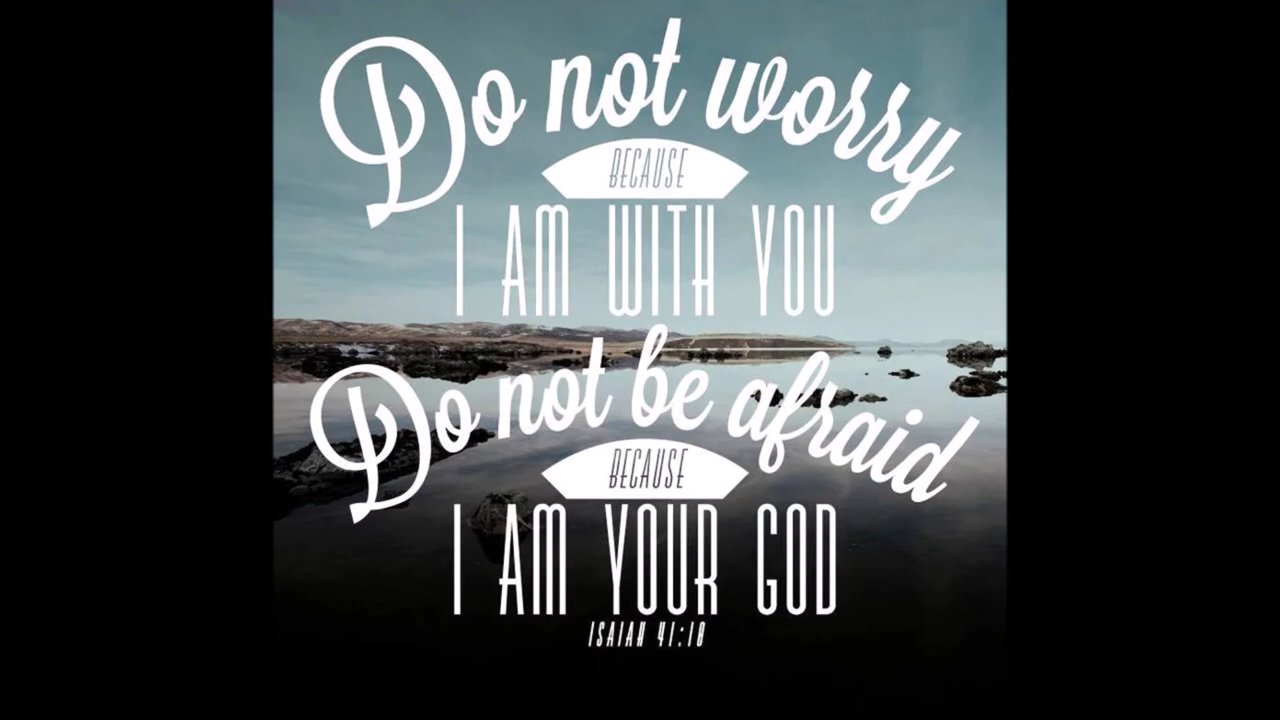 Do not worry
BECAUSE
I AM WITH YOU
Do not be afraid
BECAUSE
I AM YOUR GOD
ISAIAH 41:10